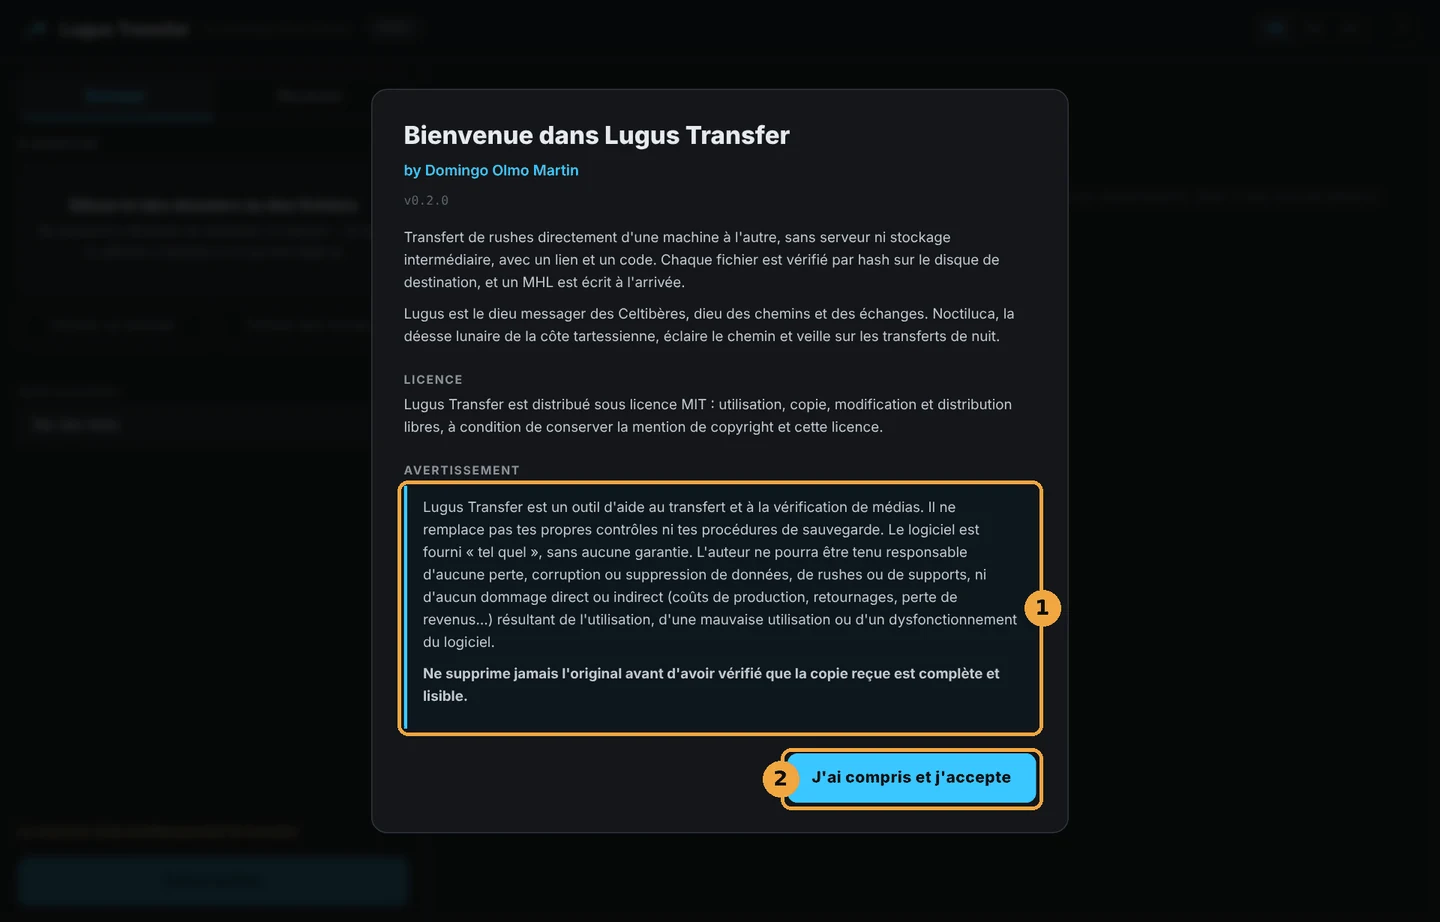 Lugus Transfer
Bienvenue dans Lugus Transfer
by Domingo Olmo Martin
v0.2.0
Transfert de rushes directement d'une machine à l'autre, sans serveur ni stockage
intermédiaire, avec un lien et un code. Chaque fichier est vérifié par hash sur le disque de
destination, et un MHL est écrit à l'arrivée.
Lugus est le dieu messager des Celtibères, dieu des chemins et des échanges. Noctiluca, la
déesse lunaire de la côte tartessienne, éclaire le chemin et veille sur les transferts de nuit.
LICENCE
Lugus Transfer est distribué sous licence MIT : utilisation, copie, modification et distribution
libres, à condition de conserver la mention de copyright et cette licence.
AVERTISSEMENT
Lugus Transfer est un outil d'aide au transfert et à la vérification de médias. Il ne
remplace pas tes propres contrôles ni tes procédures de sauvegarde. Le logiciel est
fourni « tel quel », sans aucune garantie. L'auteur ne pourra être tenu responsable
d'aucune perte, corruption ou suppression de données, de rushes ou de supports, ni
d'aucun dommage direct ou indirect (coûts de production, retournages, perte de
revenus...) résultant de l'utilisation, d'une mauvaise utilisation ou d'un dysfonctionnement
du logiciel.
1
Ne supprime jamais l'original avant d'avoir vérifié que la copie reçue est complète et
lisible.
2
J'ai compris et j'accepte